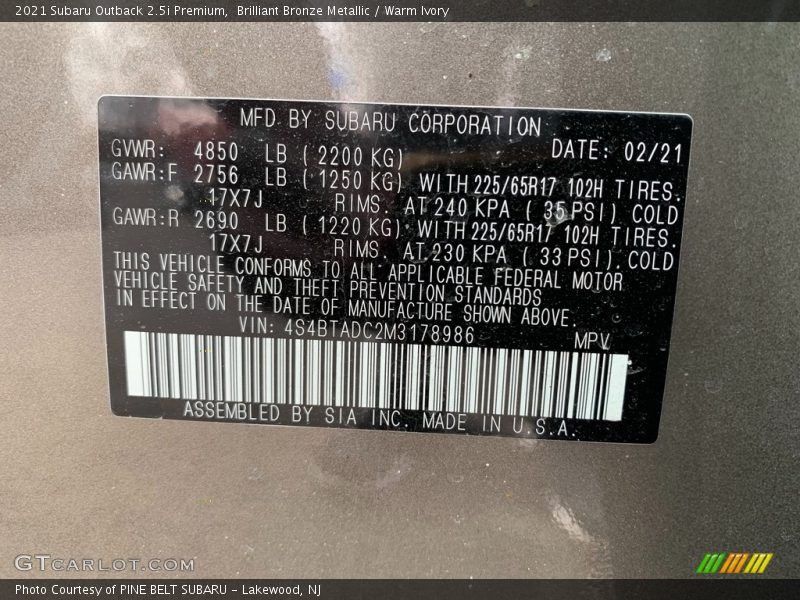 2021 Subaru Outback 2.5i Premium, Brilliant Bronze Metallic / Warm Ivory
MFD. BY SUBARU CORPORATION
GVWR: 4850 LB ( 2200 KG) DATE: 02/21
GAWR:F 2756 LB ( 1250 KG) WITH 225/65R17 102H TIRES.
17X7J RIMS. AT 240 KPA ( 35 PSI). COLD
GAWR:R 2690 LB ( 1220 KG) WITH 225/65R17 102H TIRES.
17X7J RIMS. AT 230 KPA ( 33 PSI). COLD
THIS VEHICLE CONFORMS TO ALL APPLICABLE FEDERAL MOTOR
VEHICLE SAFETY AND THEFT PREVENTION STANDARDS
IN EFFECT ON THE DATE OF MANUFACTURE SHOWN ABOVE.
VIN: 4S4BTADC2M3178986 MPV.
ASSEMBLED BY SIA INC. MADE IN U.S.A.
GTCARLOT.COM
Photo Courtesy of PINE BELT SUBARU - Lakewood, NJ